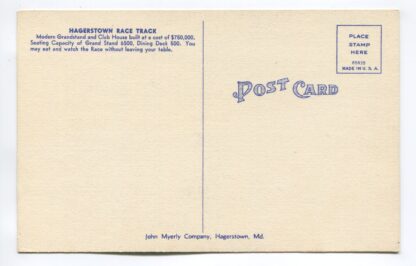 HAGERSTOWN RACE TRACK
Modern Grandstand and Club House built at a cost of $750,000.
Seating Capacity of Grand Stand 6500, Dining Deck 500. You
may eat and watch the Race without leaving your table.
PLACE
STAMP
HERE
MADE IN U. S. A.
POST CARD
John Myerly Company, Hagerstown, Md.